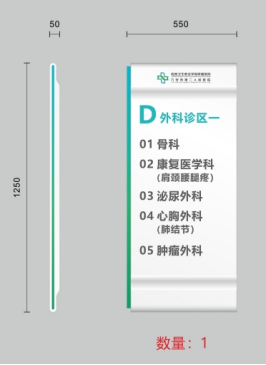 50
550
1250
D 外科诊区一
01 骨科
02 康复医学科
(肩颈腰腿疼)
03 泌尿外科
04 心胸外科
(肺结节)
05 肿瘤外科
数量：1